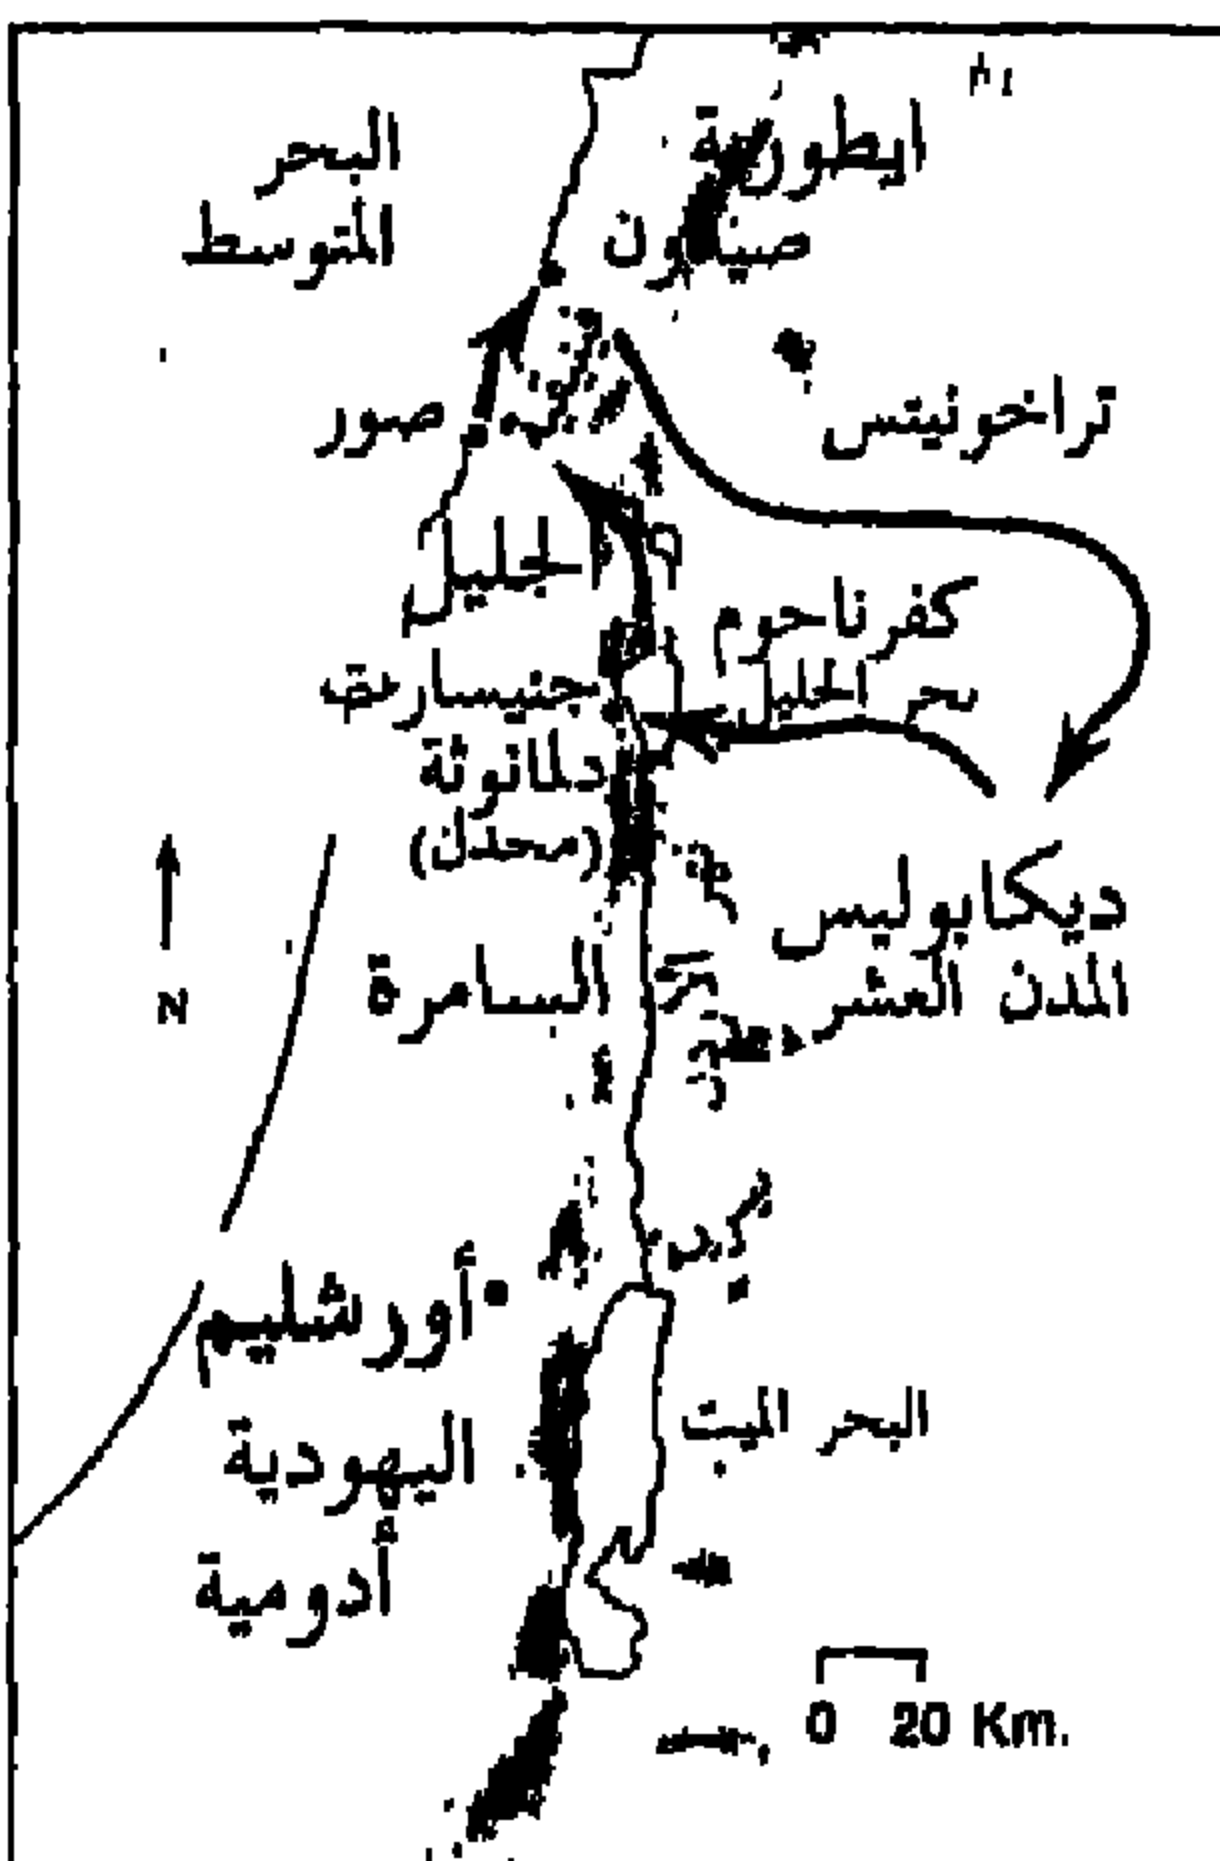 البحر
المتوسط
ايطورية
صيدون
صور
تراخونيتس
الجليل
كفرناحوم
بحر الجليل
جنيسارت
دلمانوثة
(مجدل)
ديكابوليس
المدن العشر
السامرة
N
أورشليم
اليهودية
البحر الميت
أدومية
0 20 Km.